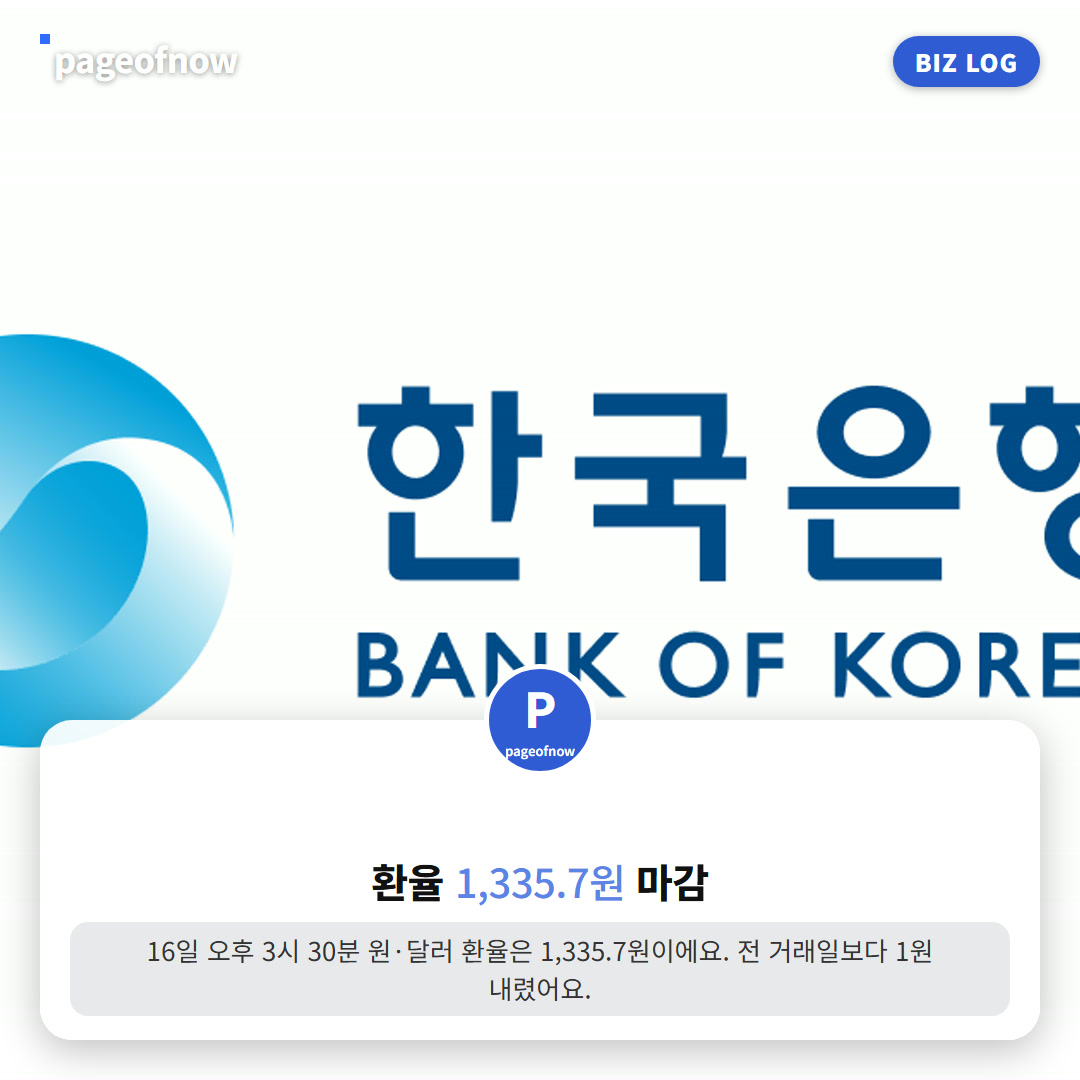 pageofnow
BIZ LOG
한국은행
BANK OF KORE
P
pageofnow
환율 1,335.7원 마감
16일 오후 3시 30분 원·달러 환율은 1,335.7원이에요. 전 거래일보다 1원
내렸어요.